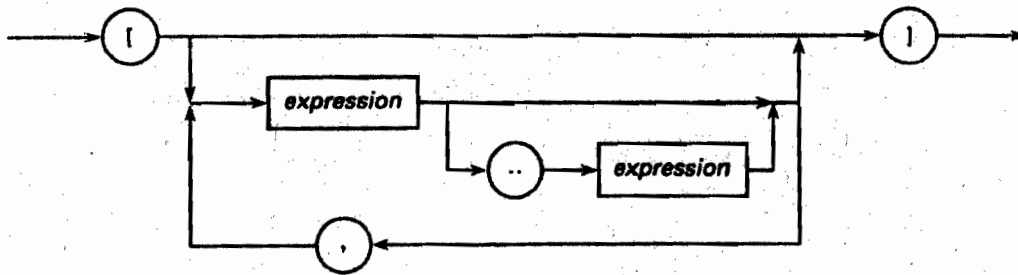 [ ]
expression
.. expression
,